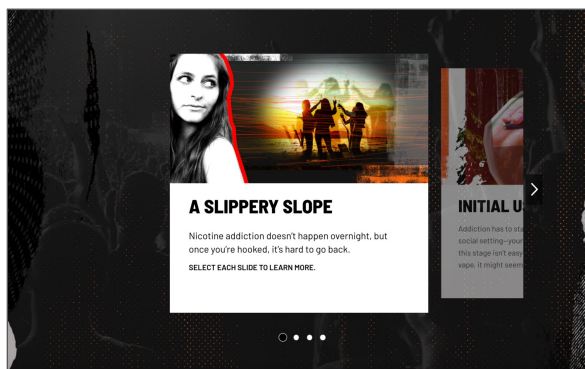 A SLIPPERY SLOPE
Nicotine addiction doesn't happen overnight, but
once you're hooked, it's hard to go back.
SELECT EACH SLIDE TO LEARN MORE.
INITIAL U
Addiction has to
social setting—your
this stage isn't easy
vape, it might seem